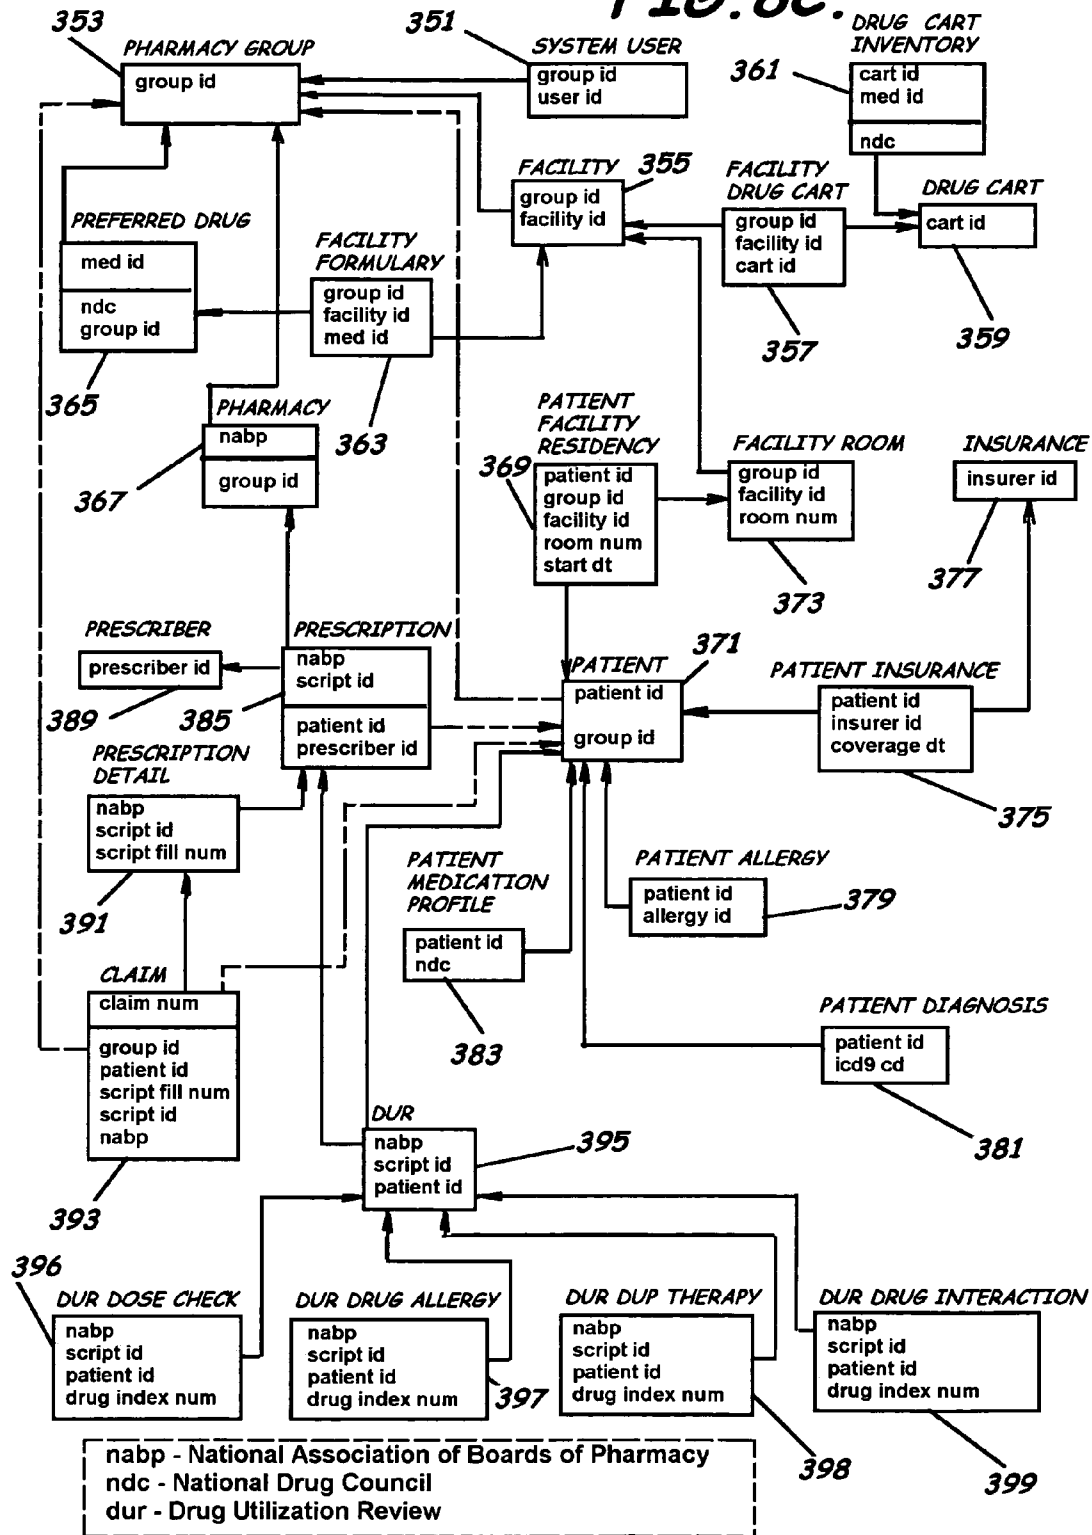 FIG. 8C.
353
PHARMACY GROUP
group id
351
SYSTEM USER
group id
user id
DRUG CART
INVENTORY
361
cart id
med id
ndc
FACILITY
355
group id
facility id
FACILITY
DRUG CART
group id
facility id
cart id
357
DRUG CART
cart id
359
PREFERRED DRUG
med id
ndc
group id
365
FACILITY
FORMULARY
group id
facility id
med id
363
PHARMACY
nabp
group id
367
PATIENT
FACILITY
RESIDENCY
369
patient id
group id
facility id
room num
start dt
FACILITY ROOM
group id
facility id
room num
373
INSURANCE
insurer id
377
PRESCRIBER
prescriber id
389
PRESCRIPTION
nabp
script id
patient id
prescriber id
385
PATIENT
371
patient id
group id
PATIENT INSURANCE
patient id
insurer id
coverage dt
375
PRESCRIPTION
DETAIL
nabp
script id
script fill num
391
PATIENT
MEDICATION
PROFILE
patient id
ndc
383
PATIENT ALLERGY
patient id
allergy id
379
CLAIM
claim num
group id
patient id
script fill num
script id
nabp
393
PATIENT DIAGNOSIS
patient id
icd9 cd
381
DUR
nabp
script id
patient id
395
396
DUR DOSE CHECK
nabp
script id
patient id
drug index num
DUR DRUG ALLERGY
nabp
script id
patient id
drug index num
397
DUR DUP THERAPY
nabp
script id
patient id
drug index num
398
DUR DRUG INTERACTION
nabp
script id
patient id
drug index num
399
nabp - National Association of Boards of Pharmacy
ndc - National Drug Council
dur - Drug Utilization Review